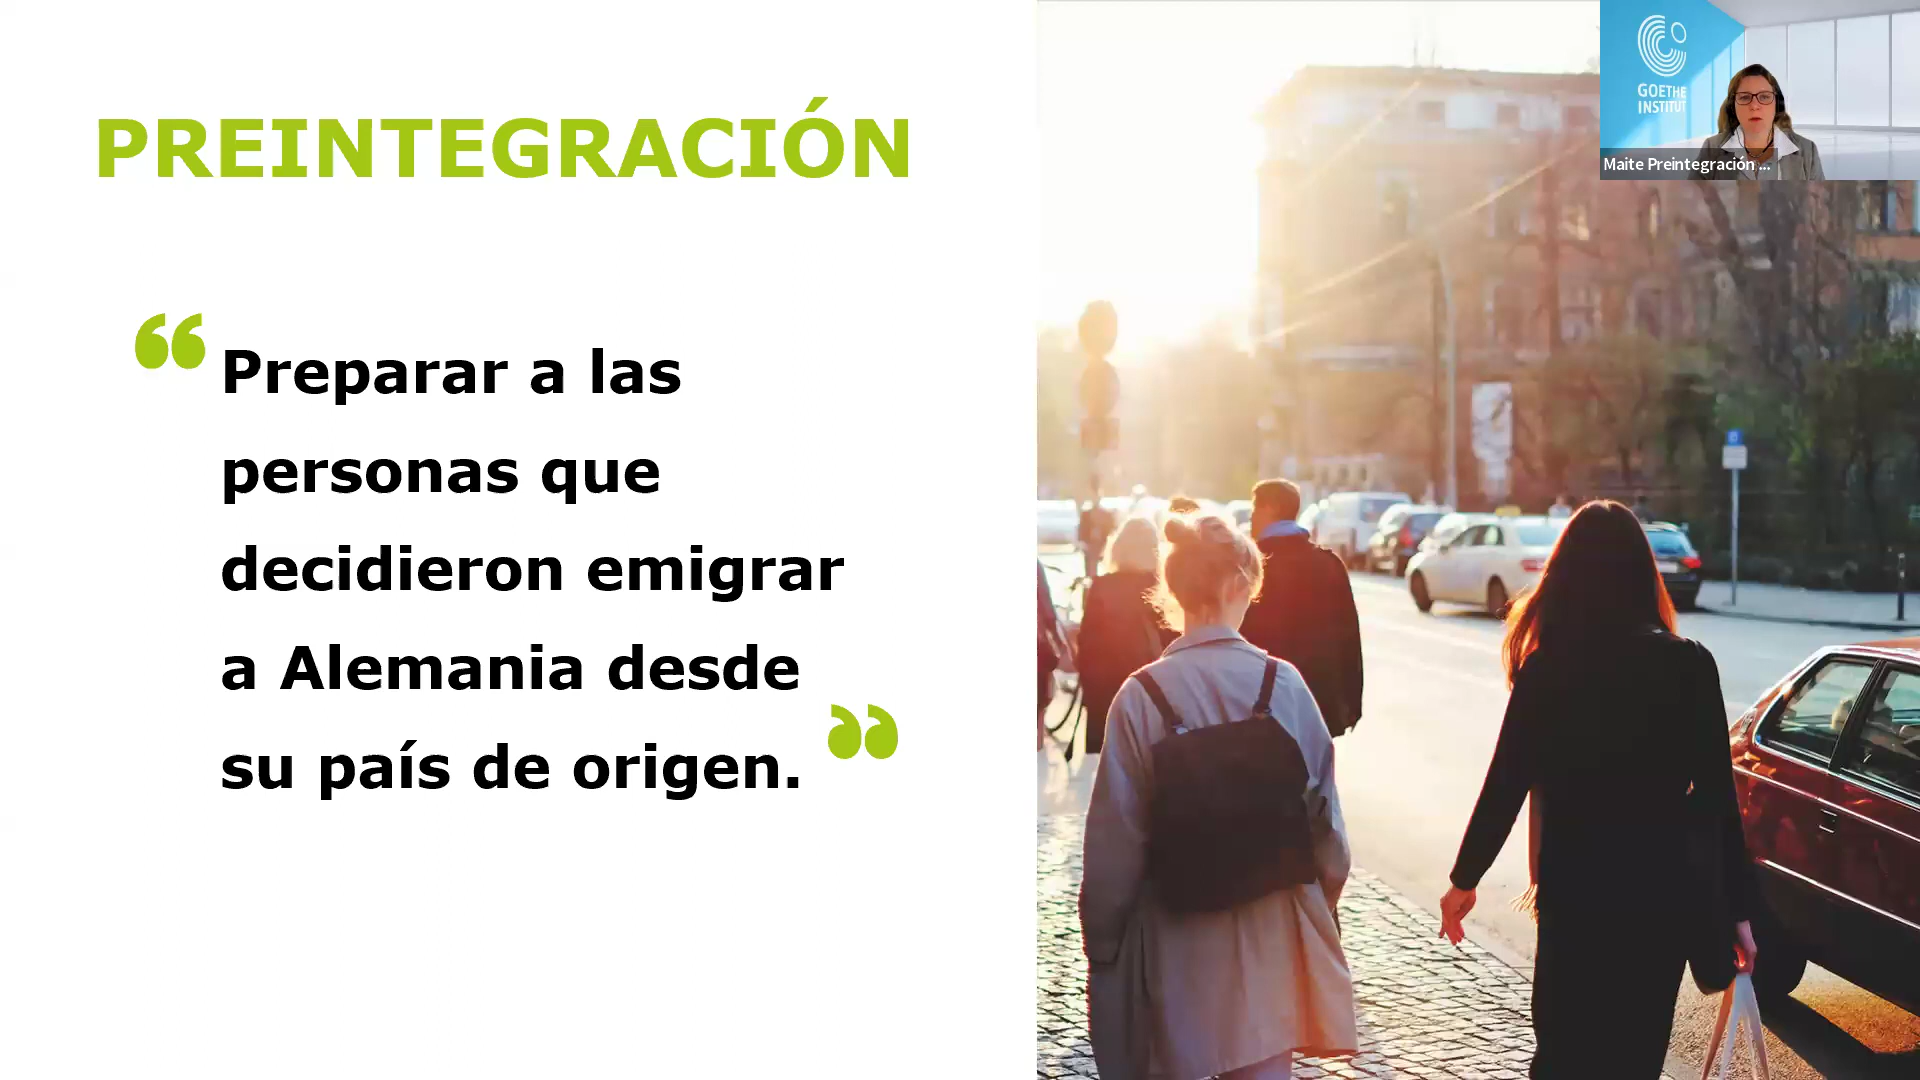 PREINTEGRACIÓN
“Preparar a las
personas que
decidieron emigrar
a Alemania desde
su país de origen.”
GOETHE
INSTITUT
Maite Preintegración ...